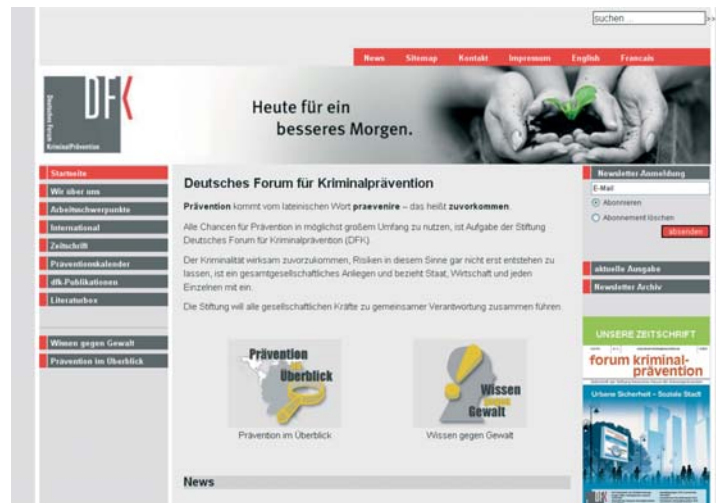 suchen ...
>>
News Sitemap Kontakt Impressum English Francais
DFK
Deutsches Forum
KriminalPrävention
Heute für ein
besseres Morgen.
Startseite
Wir über uns
Arbeitsschwerpunkte
International
Zeitschrift
Präventionskalender
dfk-Publikationen
Literaturbox
Wissen gegen Gewalt
Prävention im Überblick
Deutsches Forum für Kriminalprävention
Prävention kommt vom lateinischen Wort praevenire – das heißt zuvorkommen.
Alle Chancen für Prävention in möglichst großem Umfang zu nutzen, ist Aufgabe der Stiftung
Deutsches Forum für Kriminalprävention (DFK).
Der Kriminalität wirksam zuvorzukommen, Risiken in diesem Sinne gar nicht erst entstehen zu
lassen, ist ein gesamtgesellschaftliches Anliegen und bezieht Staat, Wirtschaft und jeden
Einzelnen mit ein.
Die Stiftung will alle gesellschaftlichen Kräfte zu gemeinsamer Verantwortung zusammen führen.
Prävention
im
Überblick
Prävention im Überblick
Wissen
gegen
Gewalt
Wissen gegen Gewalt
News
Newsletter-Anmeldung
E-Mail
Abonnieren
Abonnement löschen
absenden
aktuelle Ausgabe
Newsletter Archiv
UNSERE ZEITSCHRIFT
forum kriminal-
prävention
Urbane Sicherheit – Soziale Stadt